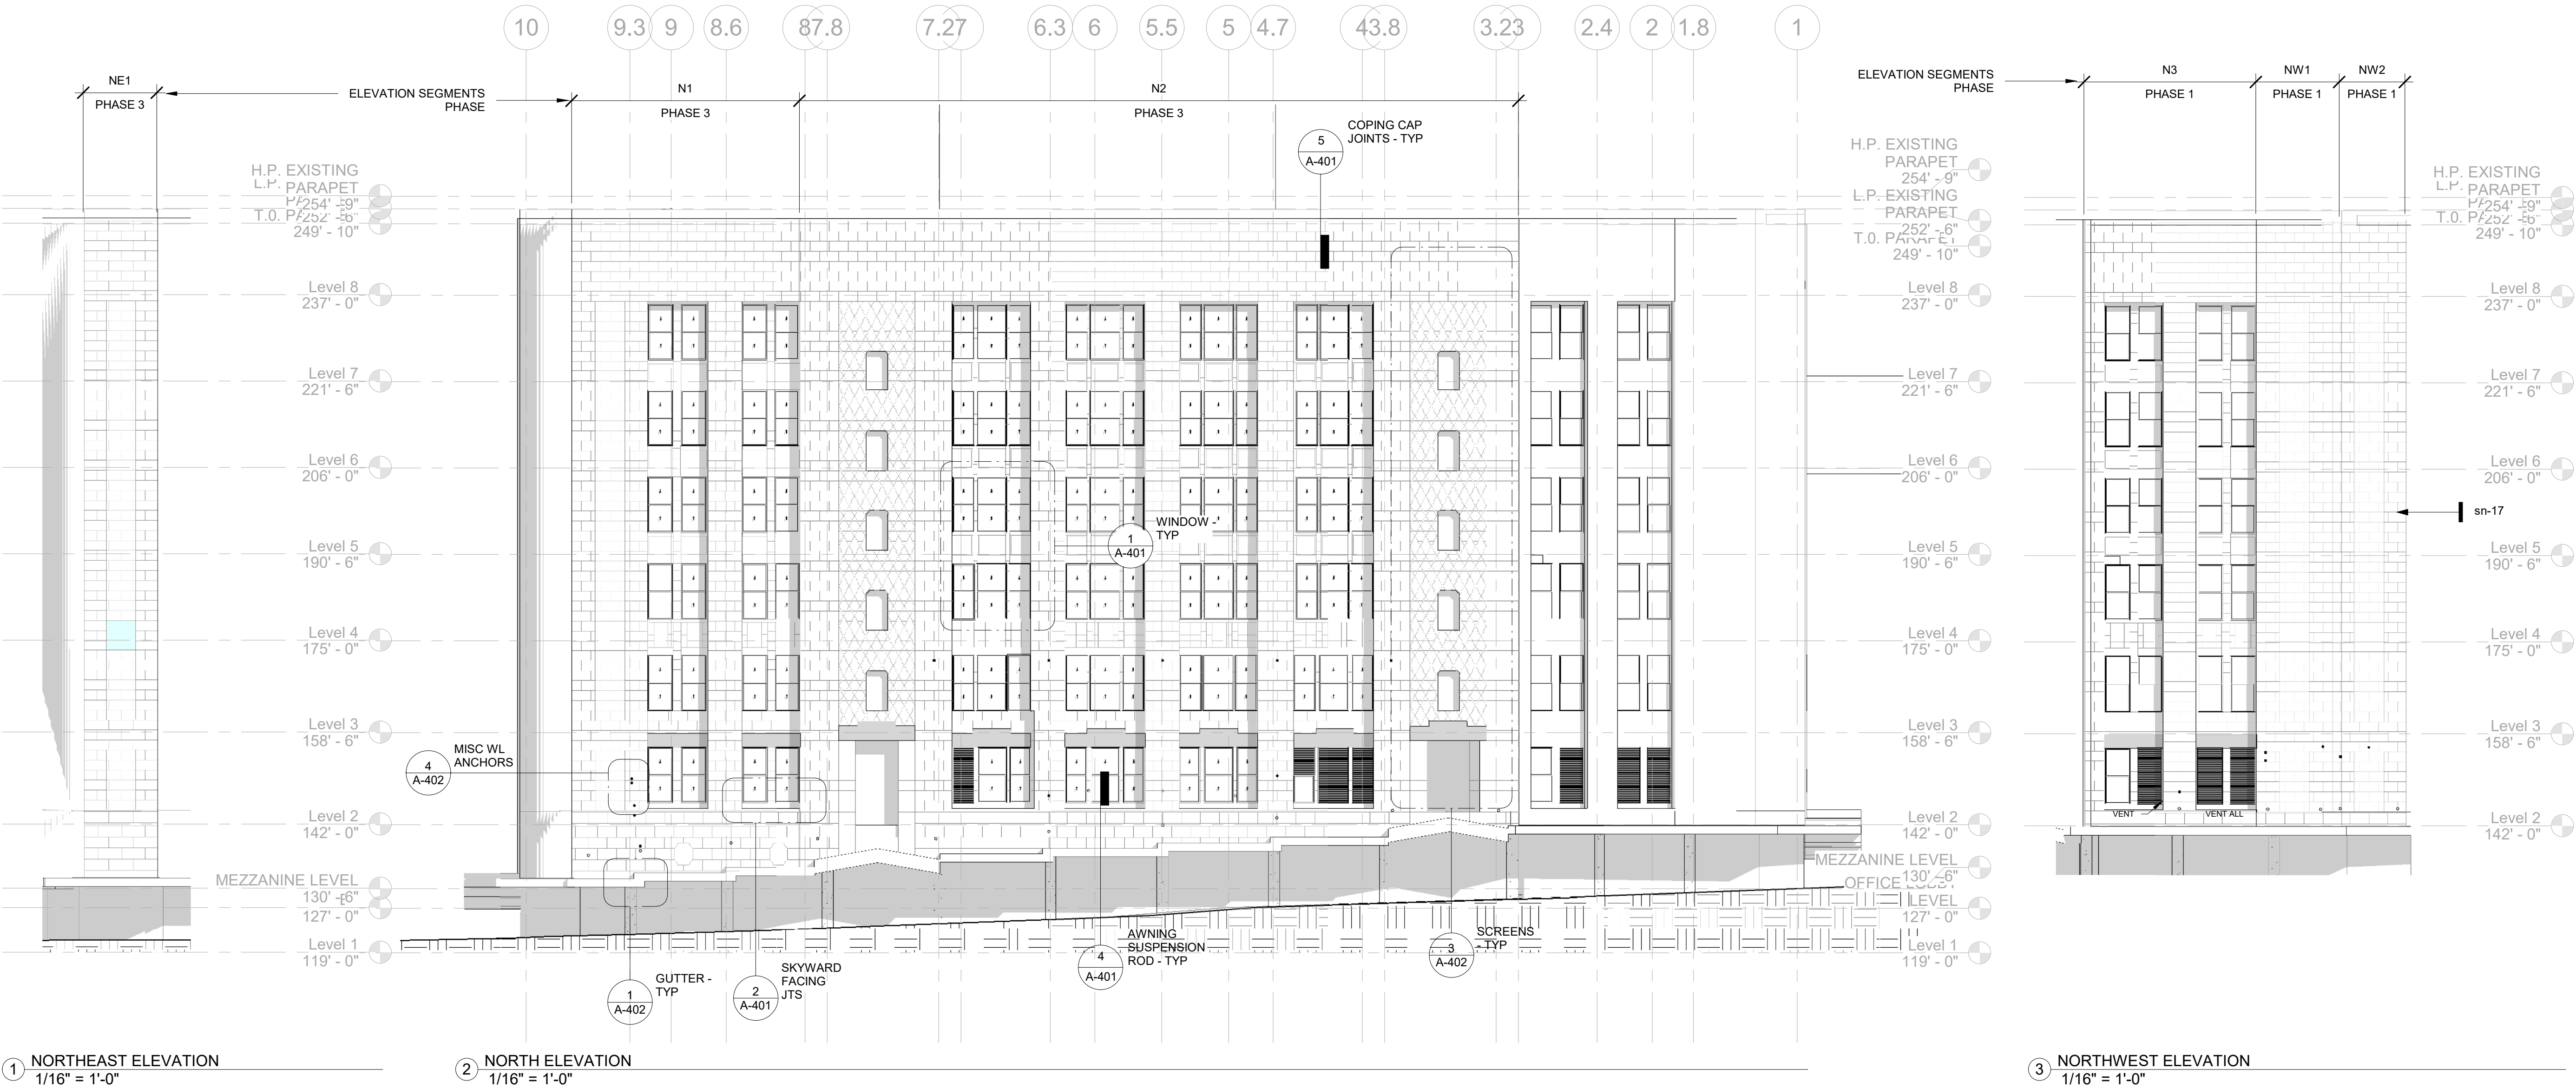 10
9.3
9
8.6
8
7.8
7.2
7
6.3
6
5.5
5
4.7
4
3.8
3.2
3
2.4
2
1.8
1
NE1
PHASE 3
ELEVATION SEGMENTS
PHASE
N1
PHASE 3
N2
PHASE 3
5
A-401
COPING CAP
JOINTS - TYP
ELEVATION SEGMENTS
PHASE
N3
PHASE 1
NW1
PHASE 1
NW2
PHASE 1
H.P. EXISTING
L.P. PARAPET
254' - 9"
252' - 6"
T.0.
249' - 10"
Level 8
237' - 0"
Level 7
221' - 6"
Level 6
206' - 0"
Level 5
190' - 6"
Level 4
175' - 0"
Level 3
158' - 6"
Level 2
142' - 0"
MEZZANINE LEVEL
130' - 6"
127' - 0"
Level 1
119' - 0"
4
A-402
MISC WL
ANCHORS
1
A-401
WINDOW -
TYP
1
A-402
GUTTER -
TYP
2
A-401
SKYWARD
FACING
JTS
4
A-401
AWNING
SUSPENSION
ROD - TYP
3
A-402
SCREENS
- TYP
H.P. EXISTING
PARAPET
254' - 9"
L.P. EXISTING
PARAPET
252' - 6"
T.0. PARAPET
249' - 10"
Level 8
237' - 0"
Level 7
221' - 6"
Level 6
206' - 0"
Level 5
190' - 6"
Level 4
175' - 0"
Level 3
158' - 6"
Level 2
142' - 0"
MEZZANINE LEVEL
130' - 6"
OFFICE LOBBY
LEVEL
127' - 0"
Level 1
119' - 0"
H.P. EXISTING
L.P. PARAPET
254' - 9"
252' - 6"
T.0.
249' - 10"
Level 8
237' - 0"
Level 7
221' - 6"
Level 6
206' - 0"
sn-17
Level 5
190' - 6"
Level 4
175' - 0"
Level 3
158' - 6"
VENT
VENT ALL
Level 2
142' - 0"
1
NORTHEAST ELEVATION
1/16" = 1'-0"
2
NORTH ELEVATION
1/16" = 1'-0"
3
NORTHWEST ELEVATION
1/16" = 1'-0"